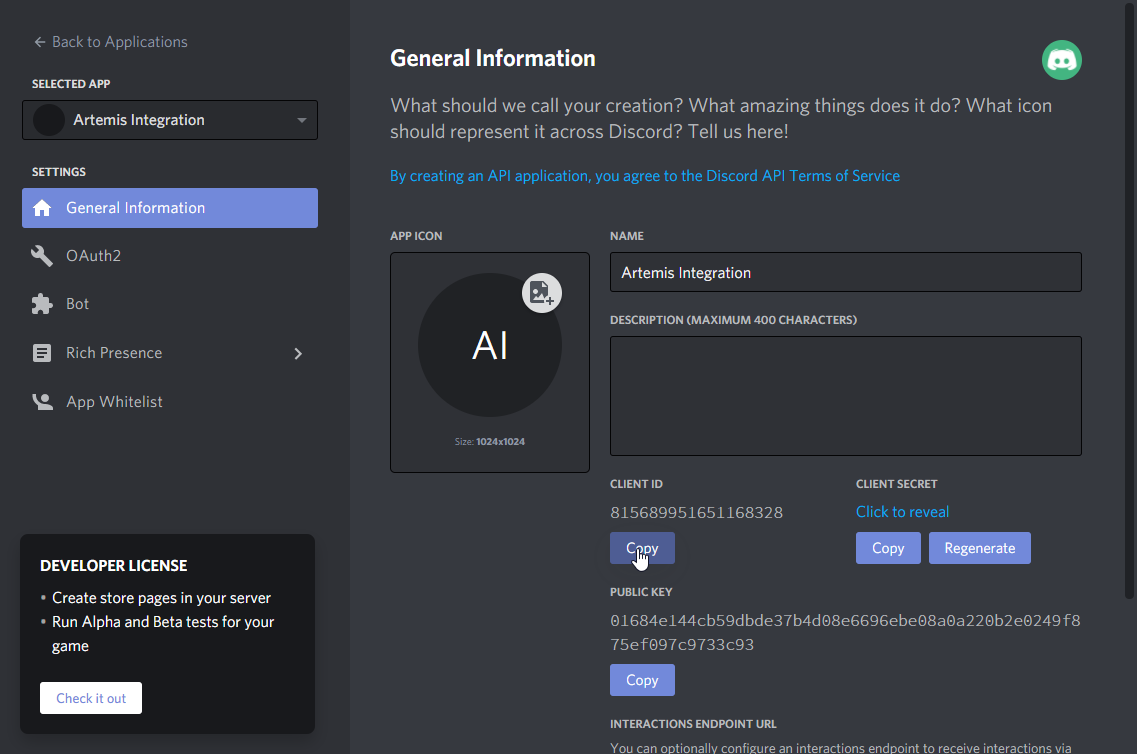 Back to Applications
SELECTED APP
Artemis Integration
SETTINGS
General Information
OAuth2
Bot
Rich Presence
App Whitelist
DEVELOPER LICENSE
• Create store pages in your server
• Run Alpha and Beta tests for your
game
Check it out
General Information
What should we call your creation? What amazing things does it do? What icon
should represent it across Discord? Tell us here!
By creating an API application, you agree to the Discord API Terms of Service
APP ICON
AI
Size: 1024x1024
NAME
Artemis Integration
DESCRIPTION (MAXIMUM 400 CHARACTERS)
CLIENT ID
815689951651168328
Copy
CLIENT SECRET
Click to reveal
Copy Regenerate
PUBLIC KEY
01684e144cb59dbde37b4d08e6696ebe08a0a220b2e0249f8
75ef097c9733c93
Copy
INTERACTIONS ENDPOINT URL
You can optionally configure an interactions endpoint to receive interactions via